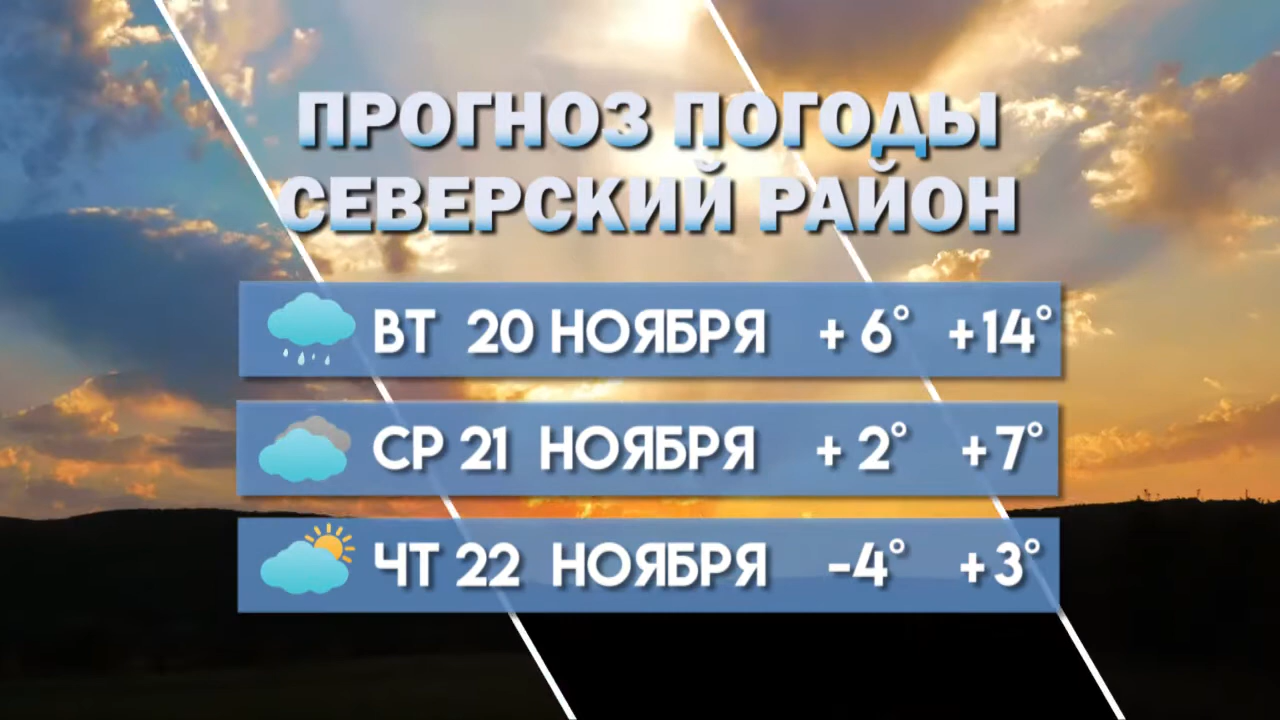 ПРОГНОЗ ПОГОДЫ
СЕВЕРСКИЙ РАЙОН
ВТ 20 НОЯБРЯ + 6° +14°
СР 21 НОЯБРЯ + 2° +7°
ЧТ 22 НОЯБРЯ -4° +3°